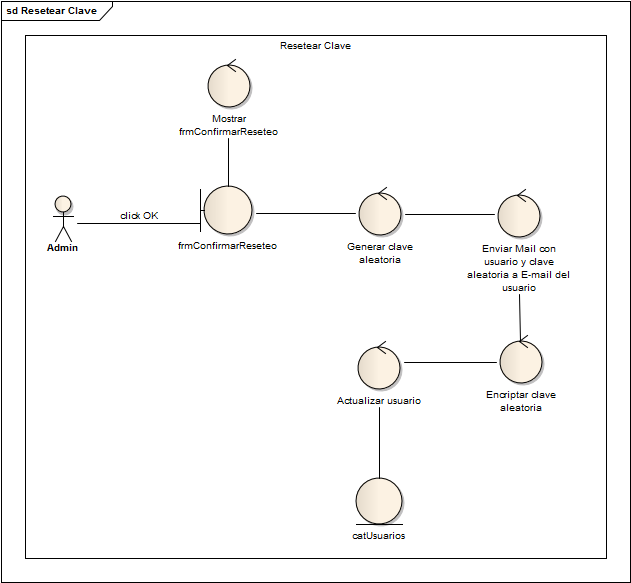 sd Resetear Clave
Resetear Clave
Mostrar
frmConfirmarReseteo
click OK
Admin
frmConfirmarReseteo
Generar clave
aleatoria
Enviar Mail con
usuario y clave
aleatoria a E-mail del
usuario
Actualizar usuario
Encriptar clave
aleatoria
catUsuarios